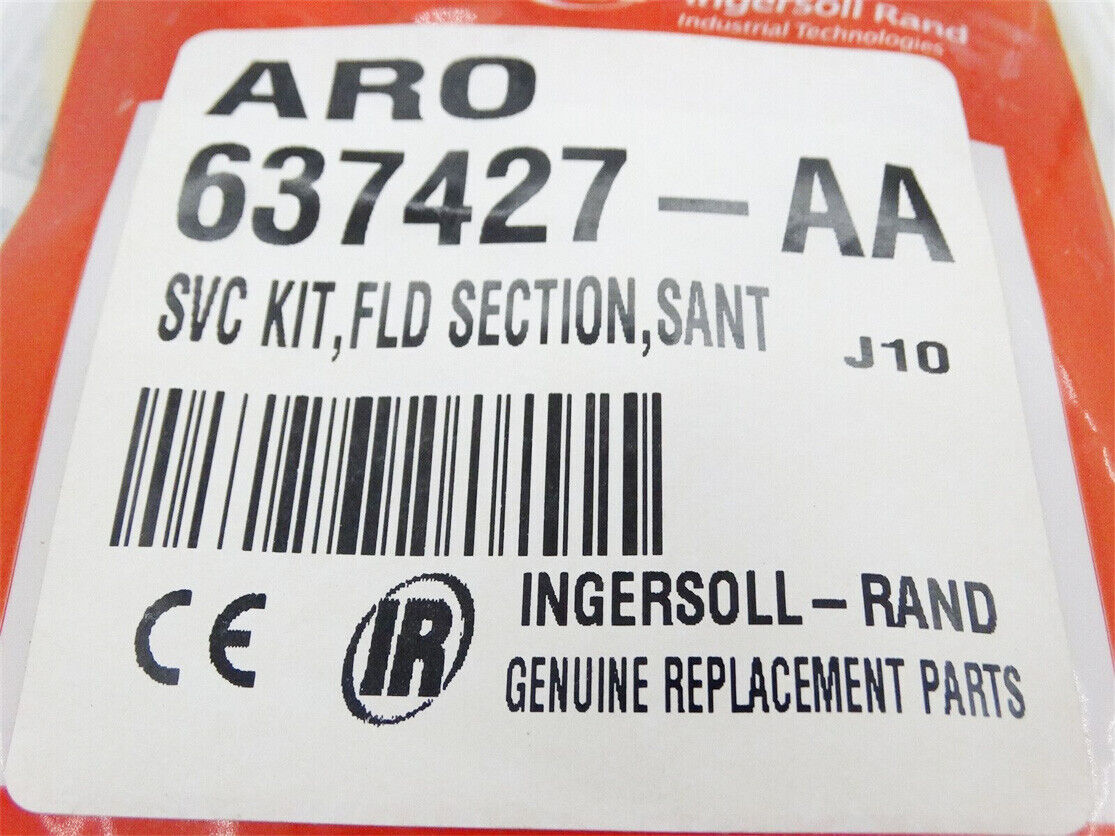 Ingersoll Rand
Industrial Technologies
ARO
637427-AA
SVC KIT,FLD SECTION,SANT
J10
CE
IR
INGERSOLL-RAND
GENUINE REPLACEMENT PARTS